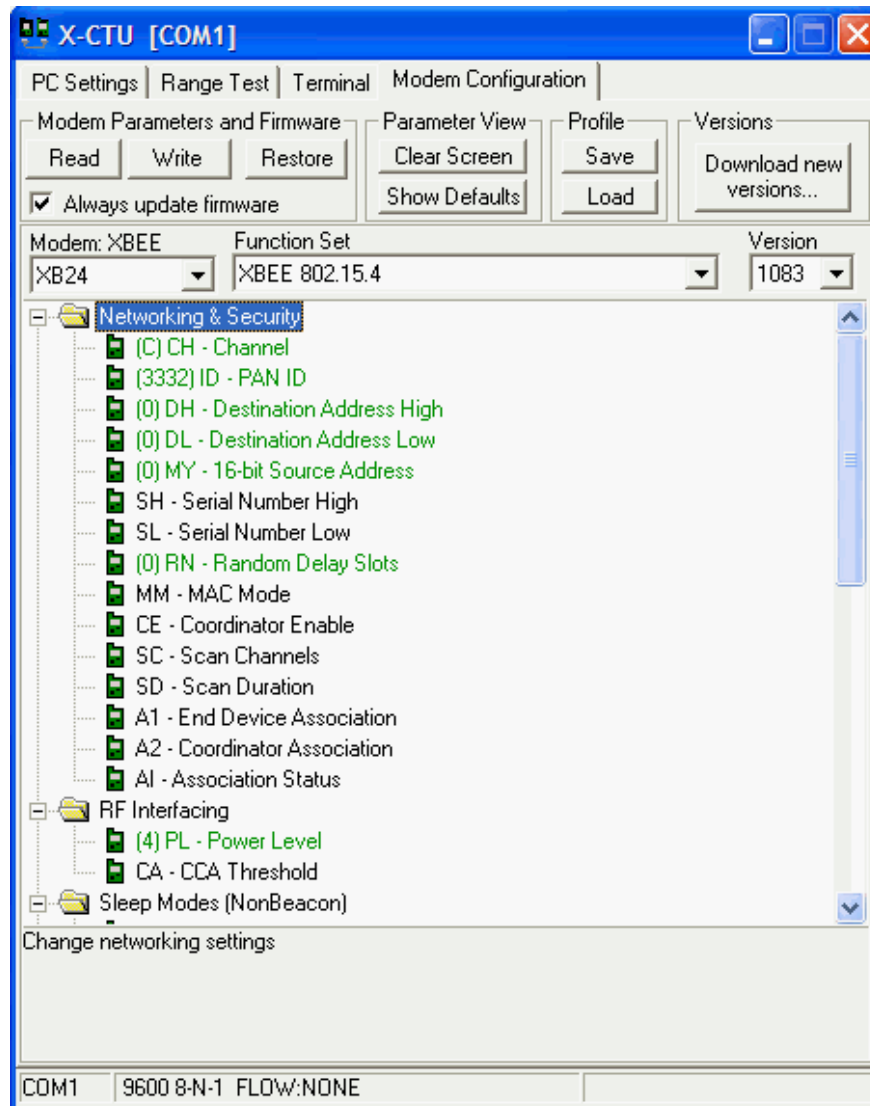 X-CTU [COM1]
PC Settings Range Test Terminal Modem Configuration
Modem Parameters and Firmware Parameter View Profile Versions
Read Write Restore Clear Screen Save Download new versions...
Always update firmware Show Defaults Load
Modem: XBEE Function Set Version
XB24 XBEE 802.15.4 1083
Networking & Security
(C) CH - Channel
(3332) ID - PAN ID
(0) DH - Destination Address High
(0) DL - Destination Address Low
(0) MY - 16-bit Source Address
SH - Serial Number High
SL - Serial Number Low
(0) RN - Random Delay Slots
MM - MAC Mode
CE - Coordinator Enable
SC - Scan Channels
SD - Scan Duration
A1 - End Device Association
A2 - Coordinator Association
AI - Association Status
RF Interfacing
(4) PL - Power Level
CA - CCA Threshold
Sleep Modes (NonBeacon)
Change networking settings
COM1 9600 8-N-1 FLOW:NONE